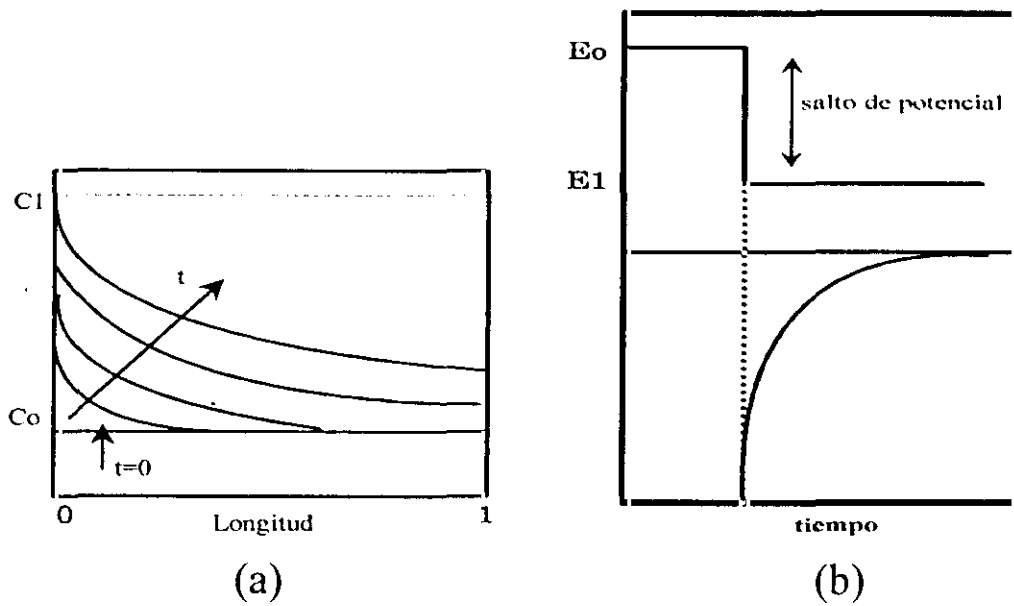 C1
t
Co
t=0
0
1
Longitud
(a)
Eo
salto de potencial
E1
tiempo
(b)